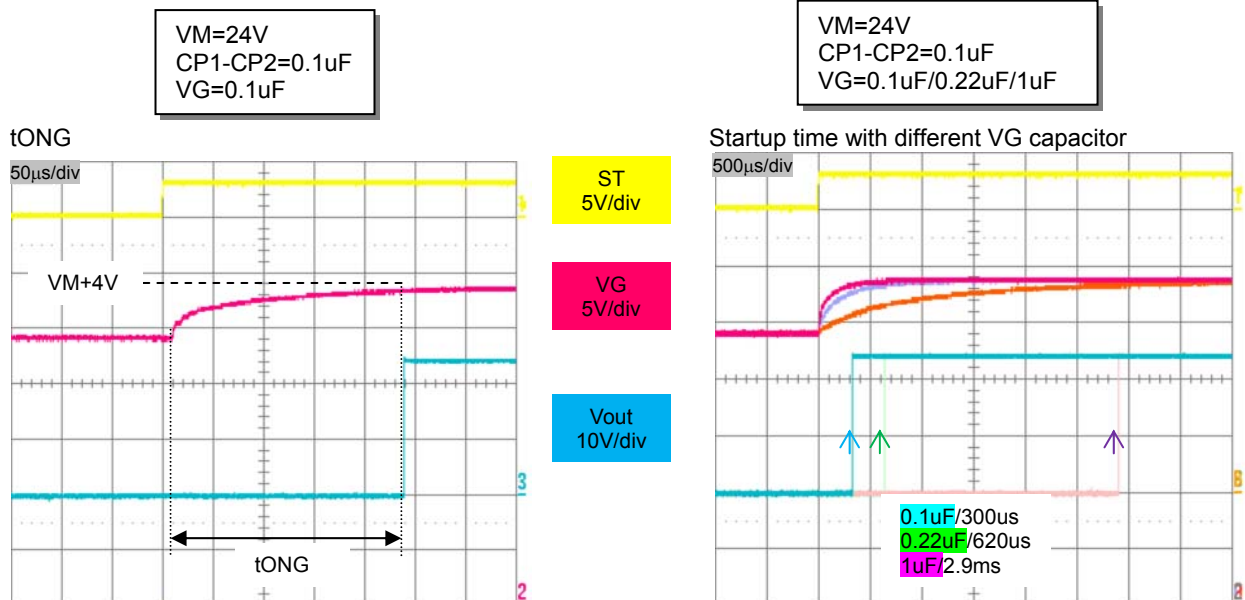 VM=24V
CP1-CP2=0.1uF
VG=0.1uF
VM=24V
CP1-CP2=0.1uF
VG=0.1uF/0.22uF/1uF
tONG
50μs/div
VM+4V
tONG
3
2
ST
5V/div
VG
5V/div
Vout
10V/div
Startup time with different VG capacitor
500μs/div
0.1uF/300us
0.22uF/620us
1uF/2.9ms